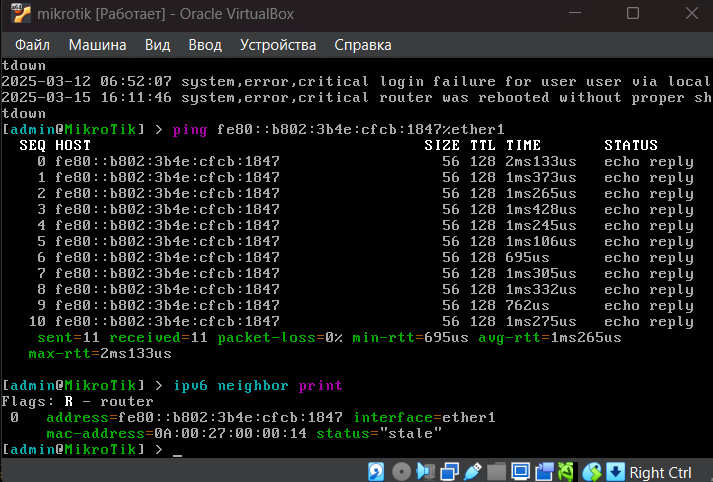 mikrotik [Работает] - Oracle VirtualBox
Файл Машина Вид Ввод Устройства Справка
tdown
2025-03-12 06:52:07 system,error,critical login failure for user user via local
2025-03-15 16:11:46 system,error,critical router was rebooted without proper sh
tdown
[admin@MikroTik] > ping fe80::b802:3b4e:cfcb:1847%ether1
SEQ HOST SIZE TTL TIME STATUS
0 fe80::b802:3b4e:cfcb:1847 56 128 2ms133us echo reply
1 fe80::b802:3b4e:cfcb:1847 56 128 1ms373us echo reply
2 fe80::b802:3b4e:cfcb:1847 56 128 1ms265us echo reply
3 fe80::b802:3b4e:cfcb:1847 56 128 1ms428us echo reply
4 fe80::b802:3b4e:cfcb:1847 56 128 1ms245us echo reply
5 fe80::b802:3b4e:cfcb:1847 56 128 1ms106us echo reply
6 fe80::b802:3b4e:cfcb:1847 56 128 695us echo reply
7 fe80::b802:3b4e:cfcb:1847 56 128 1ms305us echo reply
8 fe80::b802:3b4e:cfcb:1847 56 128 1ms332us echo reply
9 fe80::b802:3b4e:cfcb:1847 56 128 762us echo reply
10 fe80::b802:3b4e:cfcb:1847 56 128 1ms275us echo reply
sent=11 received=11 packet-loss=0% min-rtt=695us avg-rtt=1ms265us
max-rtt=2ms133us
[admin@MikroTik] > ipv6 neighbor print
Flags: R - router
0 address=fe80::b802:3b4e:cfcb:1847 interface=ether1
mac-address=0A:00:27:00:00:14 status="stale"
[admin@MikroTik] > _
Right Ctrl